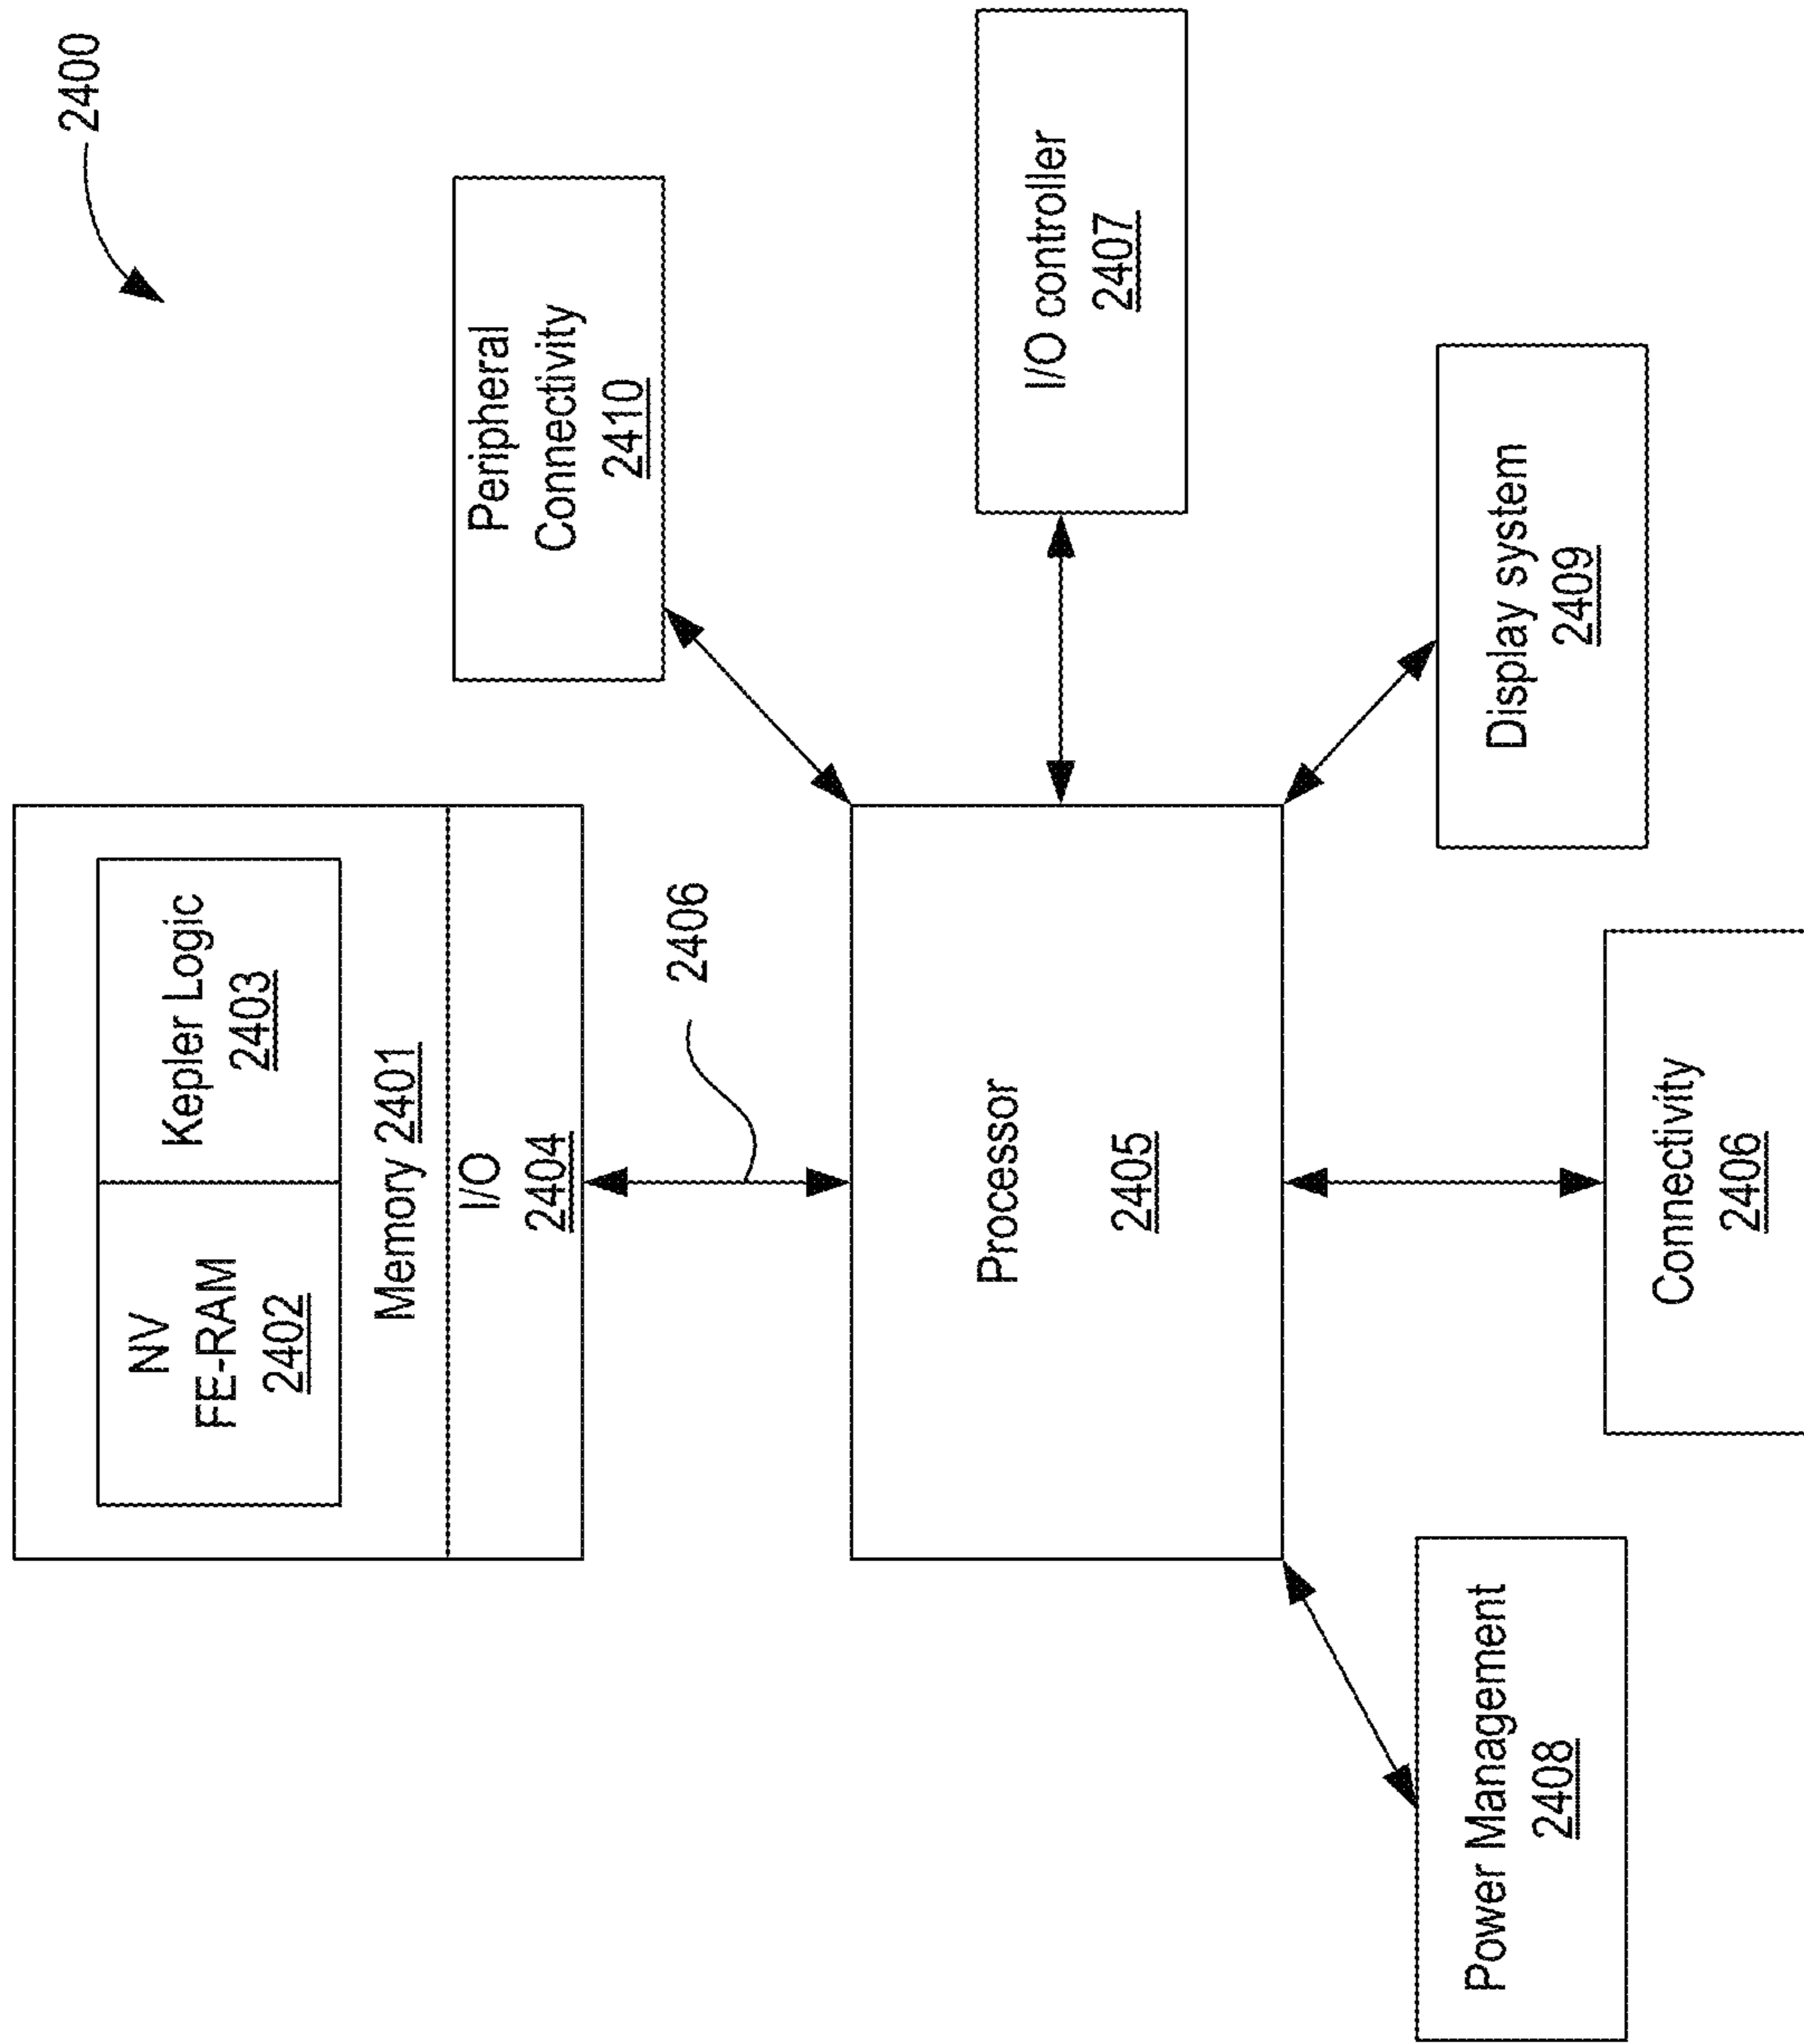 2400
NV
FE-RAM
2402
Kepler Logic
2403
Memory 2401
I/O
2404
2406
Peripheral
Connectivity
2410
Processor
2405
I/O controller
2407
Power Management
2408
Connectivity
2406
Display system
2409